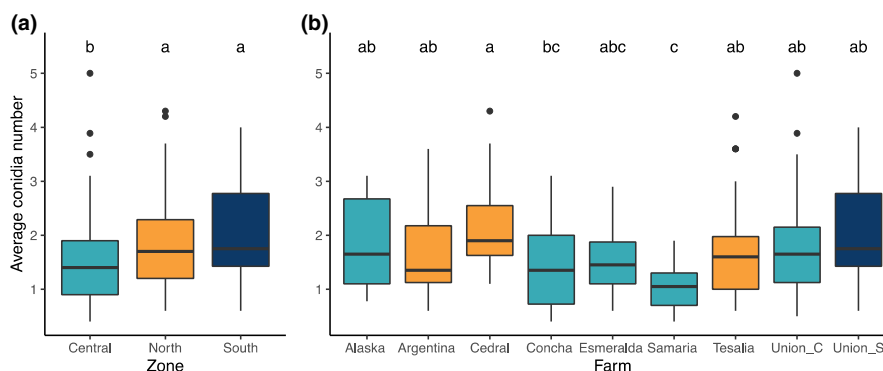 (a)
b a a
Average conidia number
5
4
3
2
1
Central North South
Zone
(b)
ab ab a bc abc c ab ab ab
5
4
3
2
1
Alaska Argentina Cedral Concha Esmeralda Samaria Tesalia Union_C Union_S
Farm